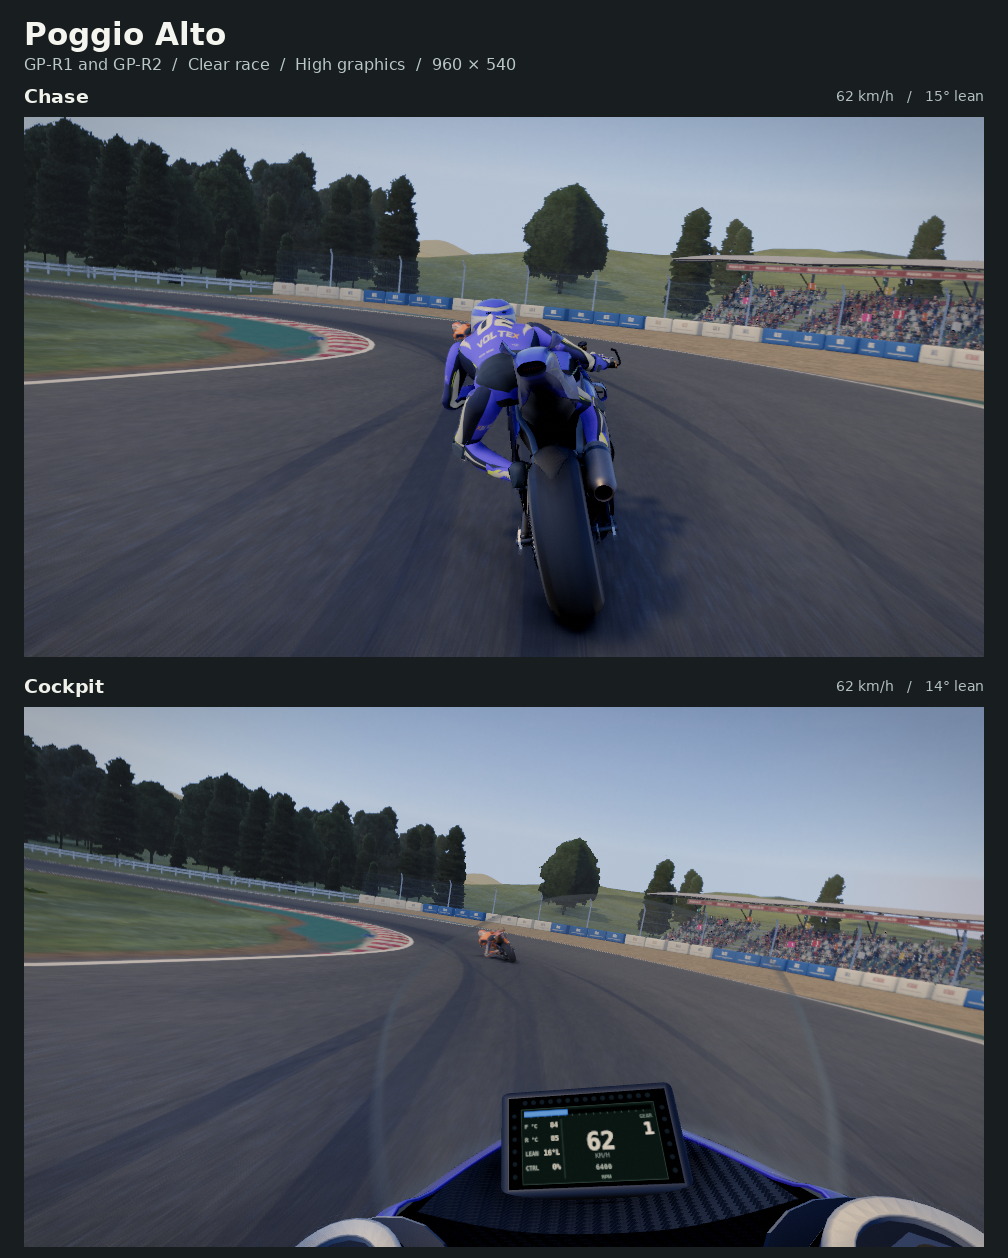 Poggio Alto
GP-R1 and GP-R2 / Clear race / High graphics / 960 × 540
Chase
62 km/h / 15° lean
VOLTEX
Cockpit
62 km/h / 14° lean
GEAR
F °C 84
1
R °C 85
62
LEAN 16°L
KM/H
CTRL 0%
6400
RPM